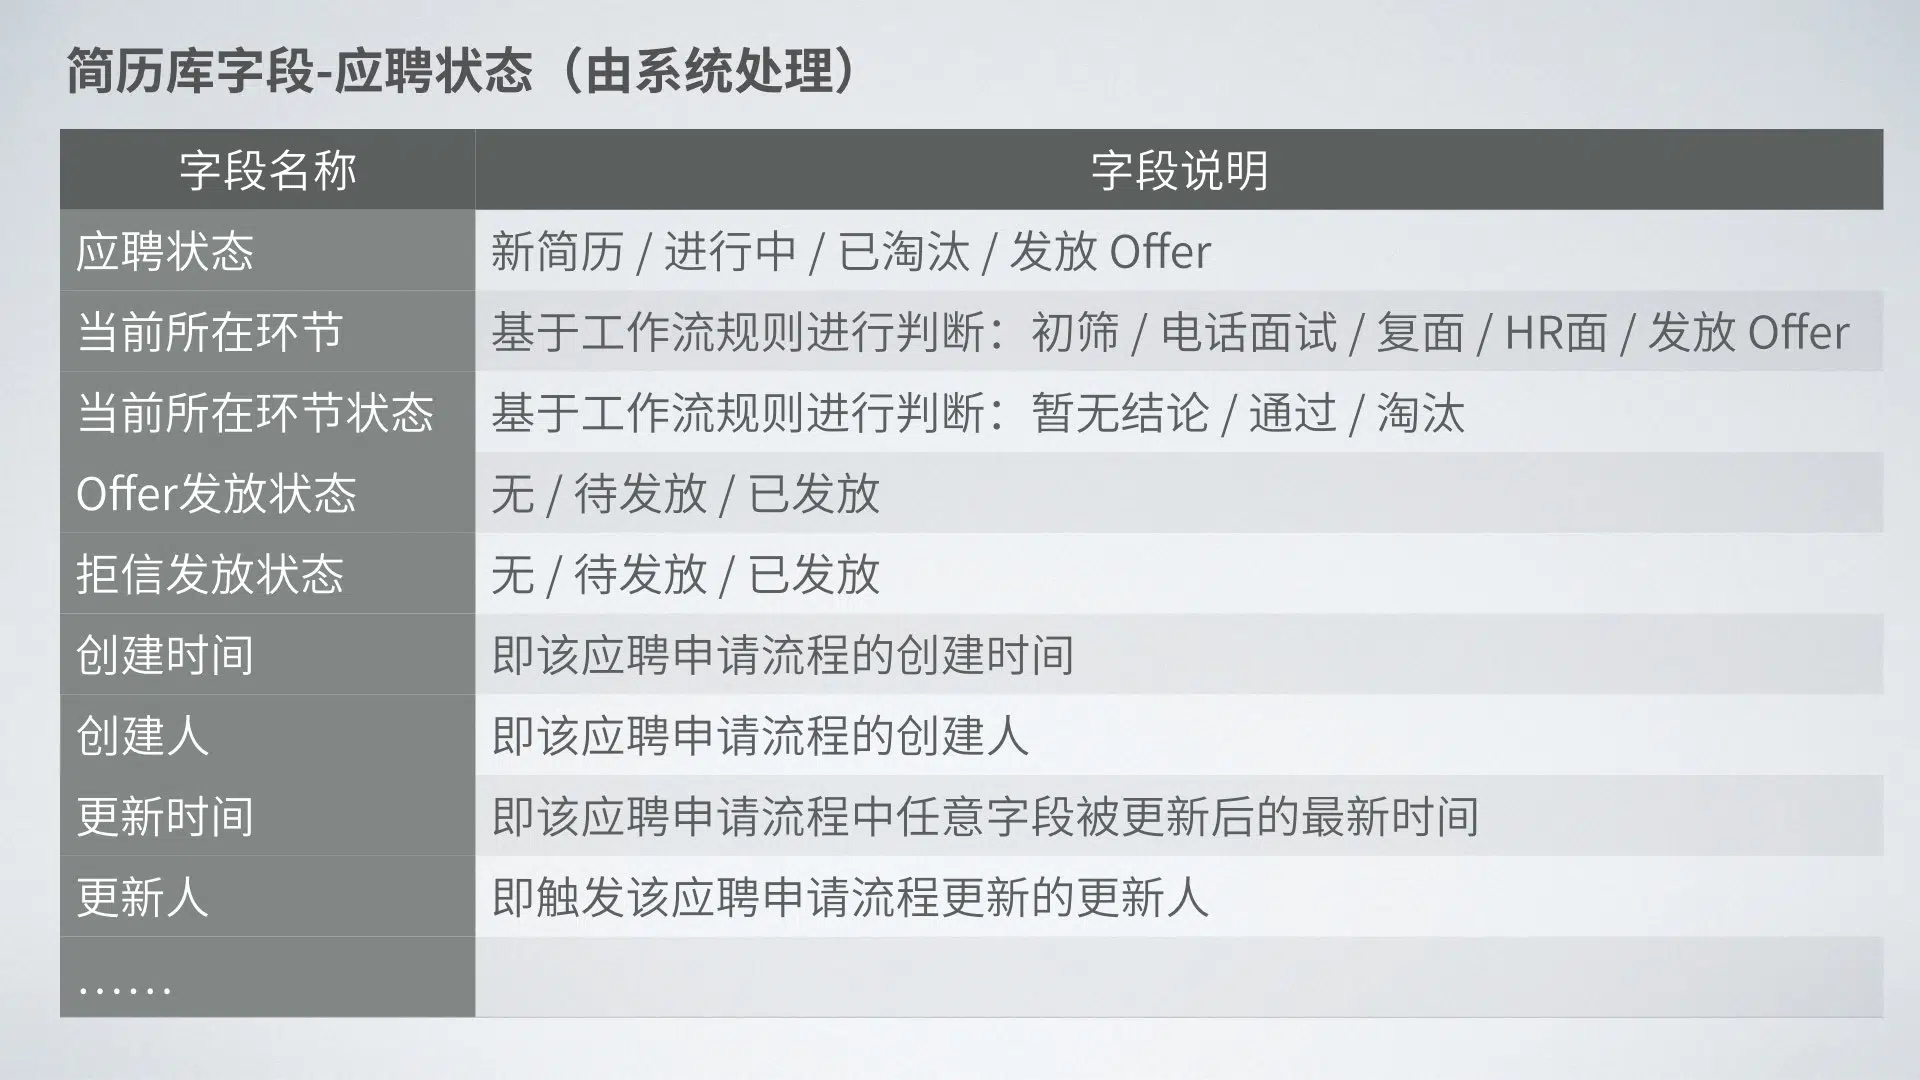 简历库字段-应聘状态（由系统处理）
字段名称 字段说明
应聘状态 新简历 / 进行中 / 已淘汰 / 发放 Offer
当前所在环节 基于工作流规则进行判断：初筛 / 电话面试 / 复面 / HR面 / 发放 Offer
当前所在环节状态 基于工作流规则进行判断：暂无结论 / 通过 / 淘汰
Offer发放状态 无 / 待发放 / 已发放
拒信发放状态 无 / 待发放 / 已发放
创建时间 即该应聘申请流程的创建时间
创建人 即该应聘申请流程的创建人
更新时间 即该应聘申请流程中任意字段被更新后的最新时间
更新人 即触发该应聘申请流程更新的更新人
……